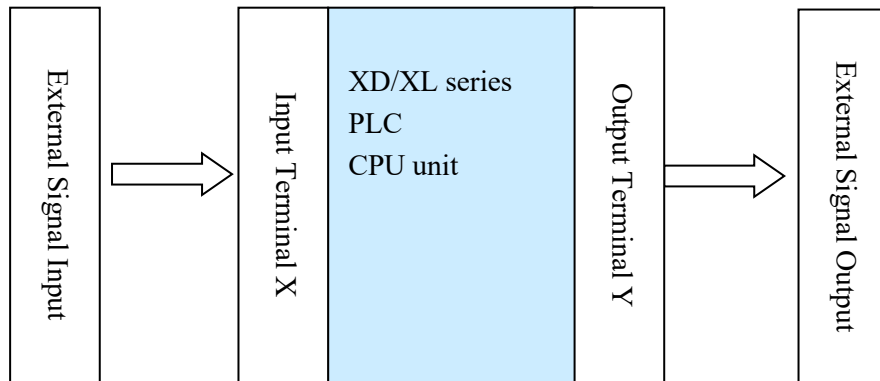 External Signal Input
Input Terminal X
XD/XL series
PLC
CPU unit
Output Terminal Y
External Signal Output